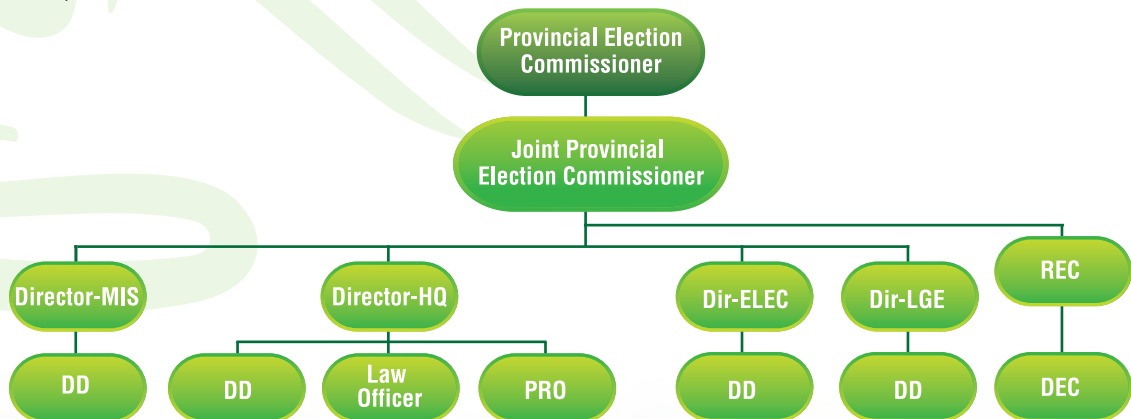 Provincial Election
Commissioner
Joint Provincial
Election Commissioner
Director-MIS
Director-HQ
Dir-ELEC
Dir-LGE
REC
DD
DD
Law
Officer
PRO
DD
DD
DEC